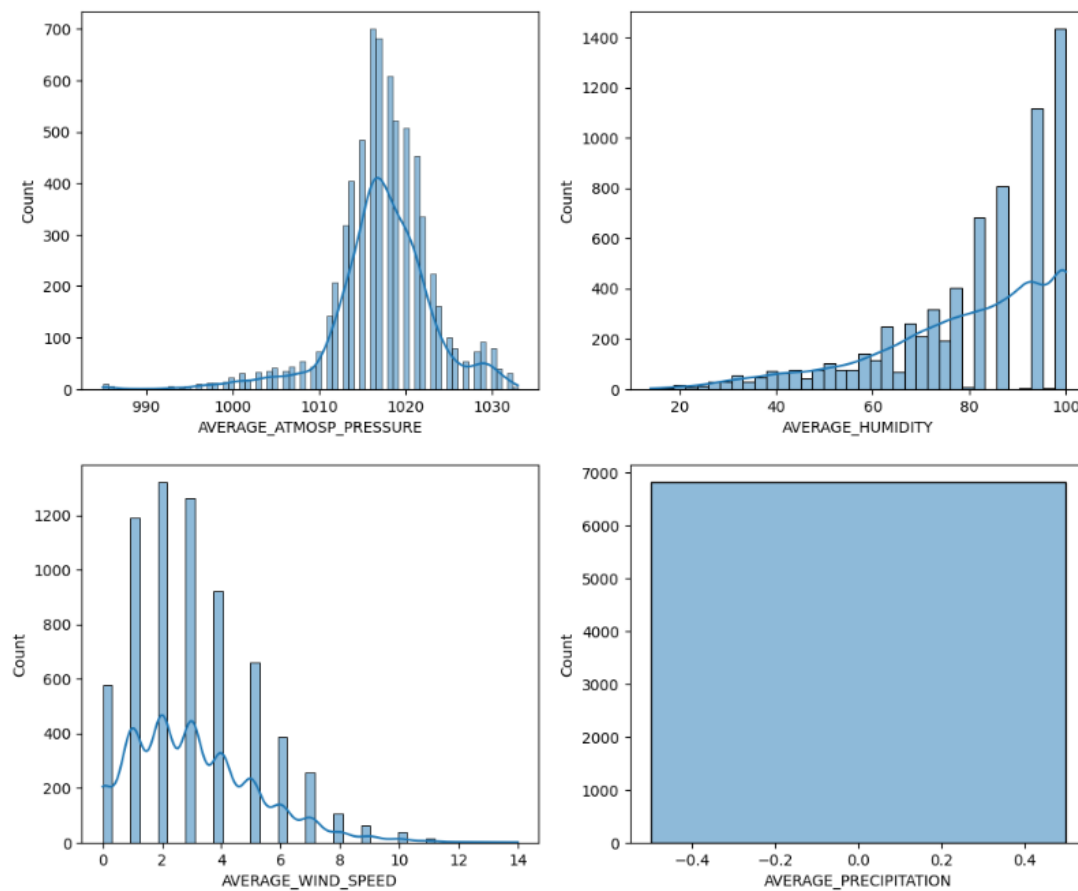 700
600
500
400
300
200
100
0
Count
990 1000 1010 1020 1030
AVERAGE_ATMOSP_PRESSURE
1400
1200
1000
800
600
400
200
0
Count
20 40 60 80 100
AVERAGE_HUMIDITY
1200
1000
800
600
400
200
0
Count
0 2 4 6 8 10 12 14
AVERAGE_WIND_SPEED
7000
6000
5000
4000
3000
2000
1000
0
Count
−0.4 −0.2 0.0 0.2 0.4
AVERAGE_PRECIPITATION